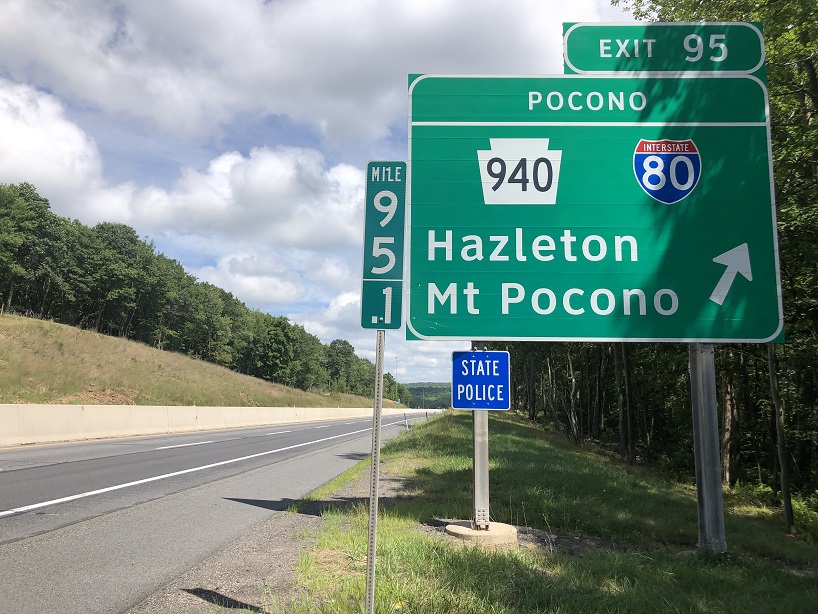 EXIT 95
POCONO
940
INTERSTATE
80
Hazleton
Mt Pocono
MILE
9
5
.1
STATE
POLICE